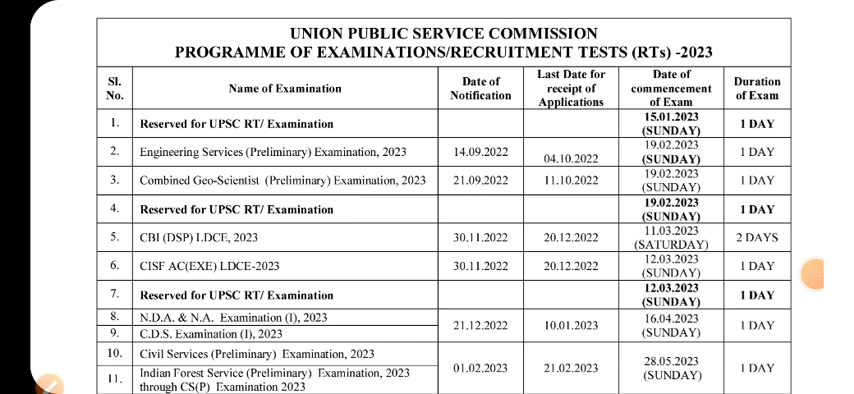 UNION PUBLIC SERVICE COMMISSION
PROGRAMME OF EXAMINATIONS/RECRUITMENT TESTS (RTs) -2023
Sl. No. Name of Examination Date of Notification Last Date for receipt of Applications Date of commencement of Exam Duration of Exam
1. Reserved for UPSC RT/ Examination 15.01.2023 (SUNDAY) 1 DAY
2. Engineering Services (Preliminary) Examination, 2023 14.09.2022 04.10.2022 19.02.2023 (SUNDAY) 1 DAY
3. Combined Geo-Scientist (Preliminary) Examination, 2023 21.09.2022 11.10.2022 19.02.2023 (SUNDAY) 1 DAY
4. Reserved for UPSC RT/ Examination 19.02.2023 (SUNDAY) 1 DAY
5. CBI (DSP) LDCE, 2023 30.11.2022 20.12.2022 11.03.2023 (SATURDAY) 2 DAYS
6. CISF AC(EXE) LDCE-2023 30.11.2022 20.12.2022 12.03.2023 (SUNDAY) 1 DAY
7. Reserved for UPSC RT/ Examination 12.03.2023 (SUNDAY) 1 DAY
8. N.D.A. & N.A. Examination (I), 2023 21.12.2022 10.01.2023 16.04.2023 (SUNDAY) 1 DAY
9. C.D.S. Examination (I), 2023
10. Civil Services (Preliminary) Examination, 2023 01.02.2023 21.02.2023 28.05.2023 (SUNDAY) 1 DAY
11. Indian Forest Service (Preliminary) Examination, 2023
through CS(P) Examination 2023